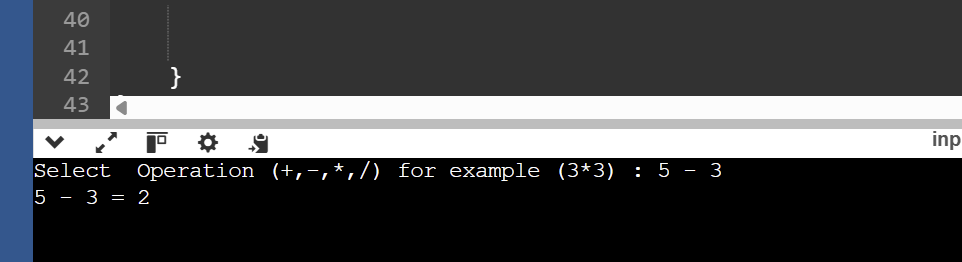 40
41
42 }
43
inp
Select  Operation (+,-,*,/) for example (3*3) : 5 - 3
5 - 3 = 2